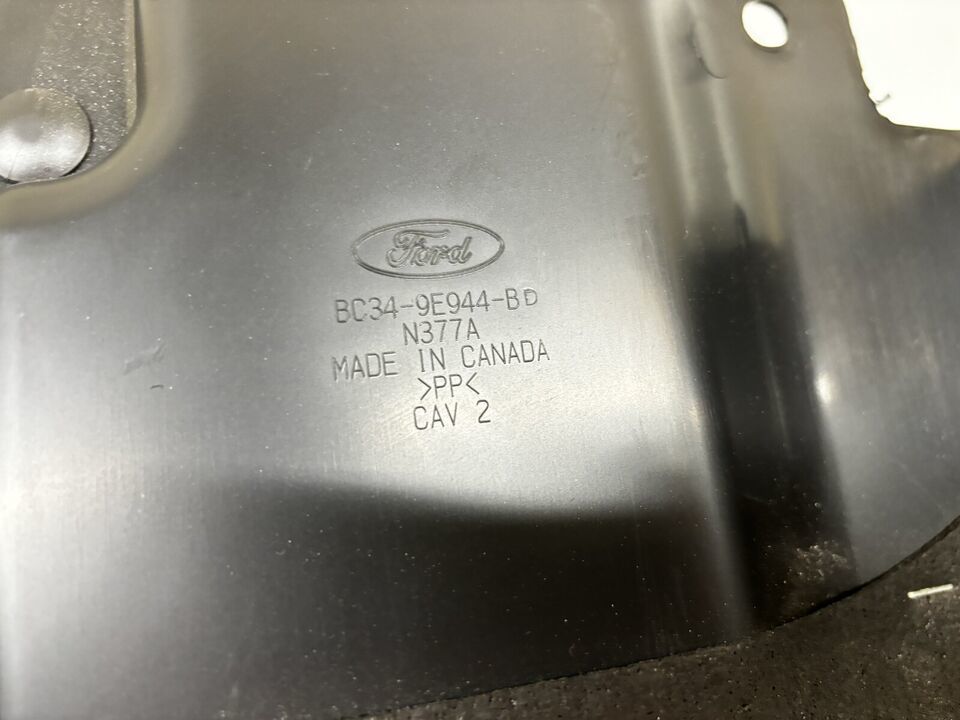 Ford
BC34-9E944-BD
N377A
MADE IN CANADA
>PP<
CAV 2